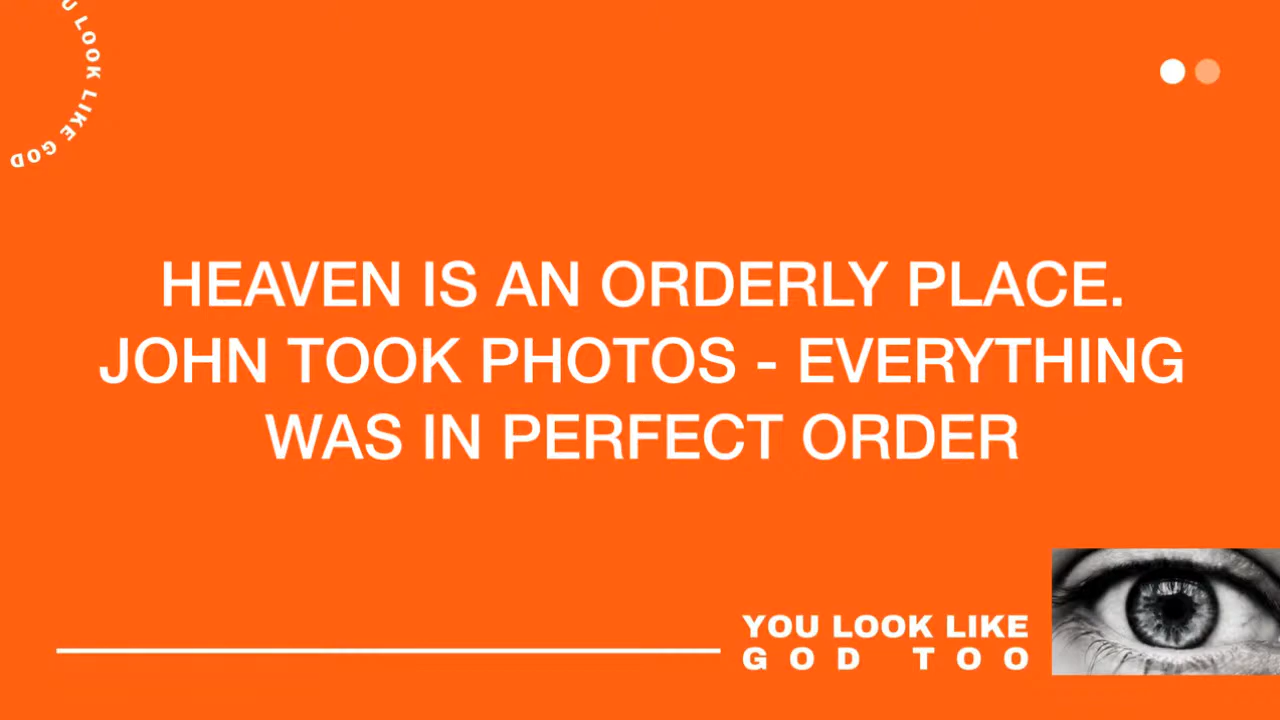 U LOOK LIKE GOD
HEAVEN IS AN ORDERLY PLACE.
JOHN TOOK PHOTOS - EVERYTHING
WAS IN PERFECT ORDER
YOU LOOK LIKE
GOD TOO